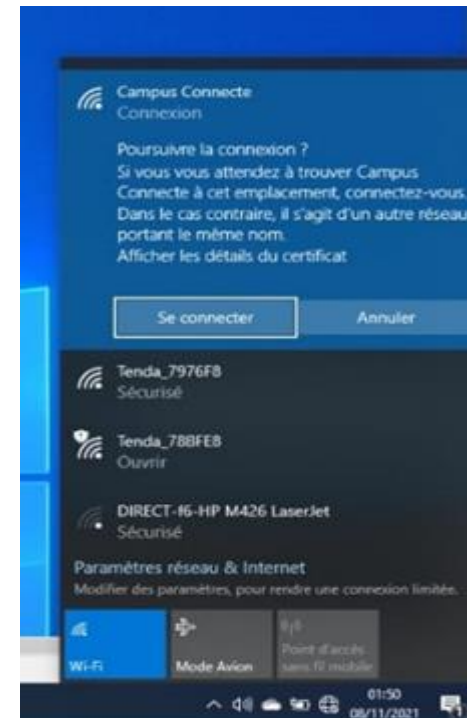 Campus Connecte
Connexion
Poursuivre la connexion ?
Si vous vous attendez à trouver Campus
Connecte à cet emplacement, connectez-vous.
Dans le cas contraire, il s'agit d'un autre réseau
portant le même nom.
Afficher les détails du certificat
Se connecter
Annuler
Tenda_7976F8
Sécurisé
Tenda_788FE8
Ouvrir
DIRECT-f6-HP M426 LaserJet
Sécurisé
Paramètres réseau & Internet
Modifier des paramètres, pour rendre une connexion limitée.
Wi-Fi
Mode Avion
Point d'accès
sans fil mobile
01:50
08/11/2021